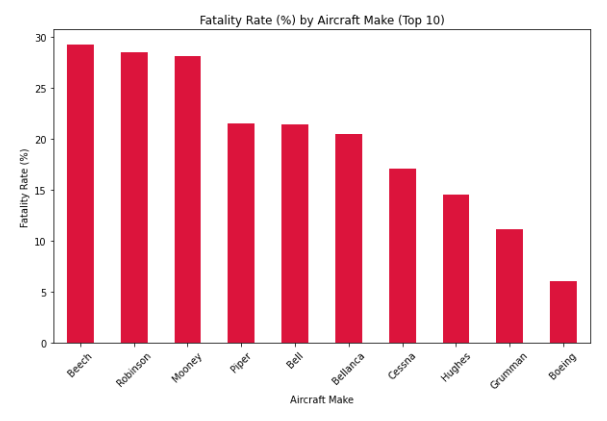 Fatality Rate (%) by Aircraft Make (Top 10)
Fatality Rate (%)
30
25
20
15
10
5
0
Beech
Robinson
Mooney
Piper
Bell
Bellanca
Cessna
Hughes
Grumman
Boeing
Aircraft Make